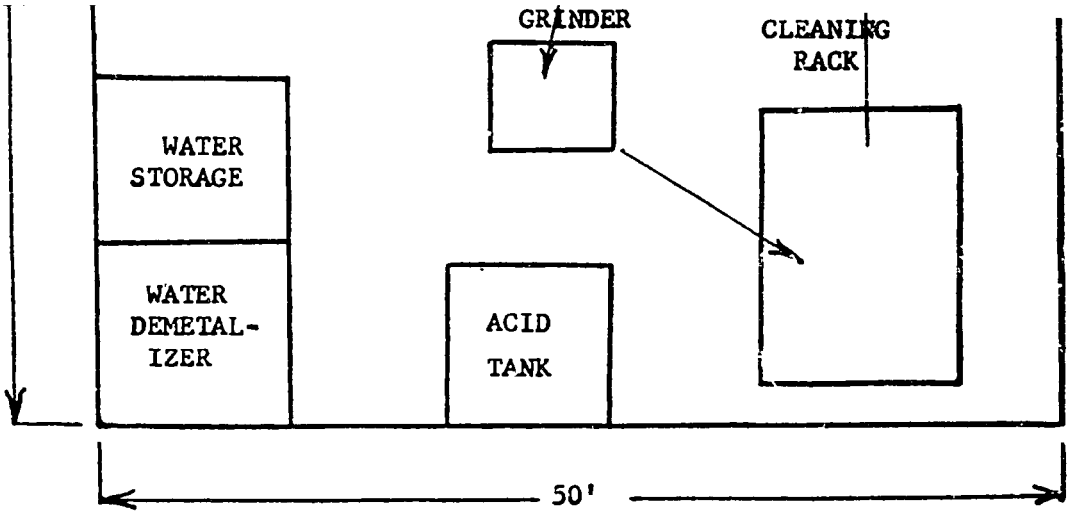 GRINDER
CLEANING
RACK
WATER
STORAGE
WATER
DEMETAL-
IZER
ACID
TANK
50'